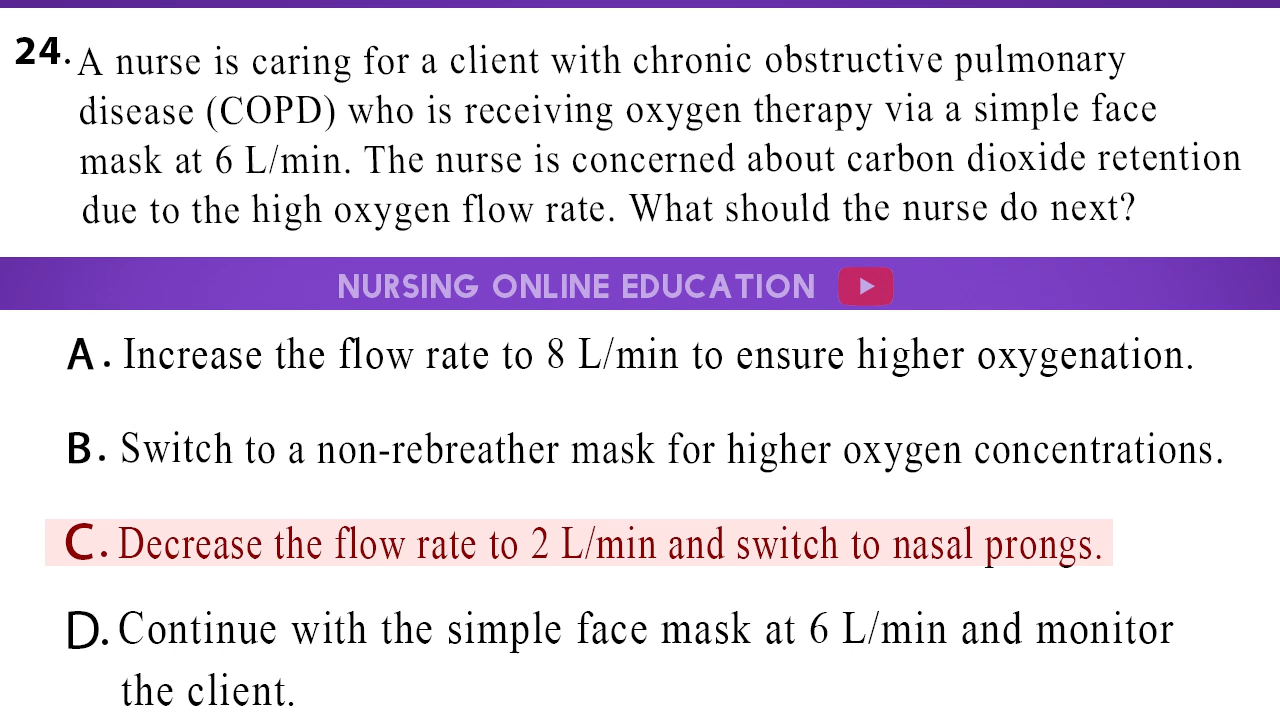 24. A nurse is caring for a client with chronic obstructive pulmonary
disease (COPD) who is receiving oxygen therapy via a simple face
mask at 6 L/min. The nurse is concerned about carbon dioxide retention
due to the high oxygen flow rate. What should the nurse do next?
NURSING ONLINE EDUCATION
A. Increase the flow rate to 8 L/min to ensure higher oxygenation.
B. Switch to a non-rebreather mask for higher oxygen concentrations.
C. Decrease the flow rate to 2 L/min and switch to nasal prongs.
D. Continue with the simple face mask at 6 L/min and monitor
the client.